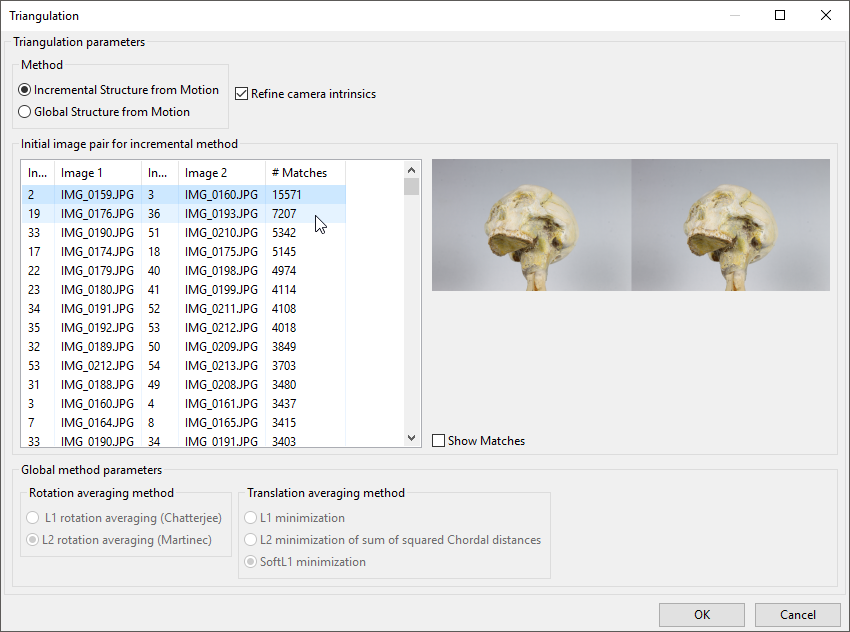 Triangulation
Triangulation parameters
Method
Incremental Structure from Motion
Global Structure from Motion
Refine camera intrinsics
Initial image pair for incremental method
In... Image 1 In... Image 2 # Matches
2 IMG_0159.JPG 3 IMG_0160.JPG 15571
19 IMG_0176.JPG 36 IMG_0193.JPG 7207
33 IMG_0190.JPG 51 IMG_0210.JPG 5342
17 IMG_0174.JPG 18 IMG_0175.JPG 5145
22 IMG_0179.JPG 40 IMG_0198.JPG 4974
23 IMG_0180.JPG 41 IMG_0199.JPG 4114
34 IMG_0191.JPG 52 IMG_0211.JPG 4108
35 IMG_0192.JPG 53 IMG_0212.JPG 4018
32 IMG_0189.JPG 50 IMG_0209.JPG 3849
53 IMG_0212.JPG 54 IMG_0213.JPG 3703
31 IMG_0188.JPG 49 IMG_0208.JPG 3480
3 IMG_0160.JPG 4 IMG_0161.JPG 3437
7 IMG_0164.JPG 8 IMG_0165.JPG 3415
33 IMG_0190.JPG 34 IMG_0191.JPG 3403
Show Matches
Global method parameters
Rotation averaging method
L1 rotation averaging (Chatterjee)
L2 rotation averaging (Martinec)
Translation averaging method
L1 minimization
L2 minimization of sum of squared Chordal distances
SoftL1 minimization
OK Cancel